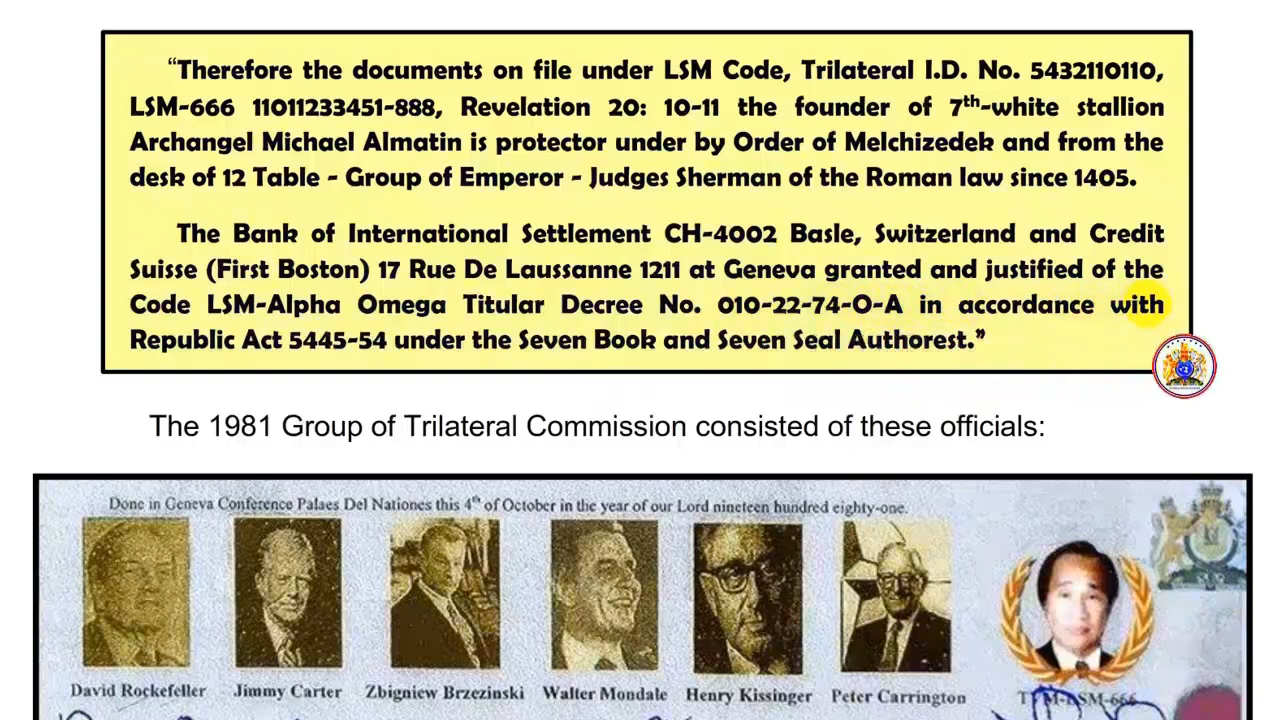 “Therefore the documents on file under LSM Code, Trilateral I.D. No. 5432110110,
LSM-666 11011233451-888, Revelation 20: 10-11 the founder of 7th-white stallion
Archangel Michael Almatin is protector under by Order of Melchizedek and from the
desk of 12 Table - Group of Emperor - Judges Sherman of the Roman law since 1405.
The Bank of International Settlement CH-4002 Basle, Switzerland and Credit
Suisse (First Boston) 17 Rue De Laussanne 1211 at Geneva granted and justified of the
Code LSM-Alpha Omega Titular Decree No. 010-22-74-O-A in accordance with
Republic Act 5445-54 under the Seven Book and Seven Seal Authorest.”
The 1981 Group of Trilateral Commission consisted of these officials:
Done in Geneva Conference Palaes Del Nationes this 4th of October in the year of our Lord nineteen hundred eighty-one.
David Rockefeller Jimmy Carter Zbigniew Brzezinski Walter Mondale Henry Kissinger Peter Carrington